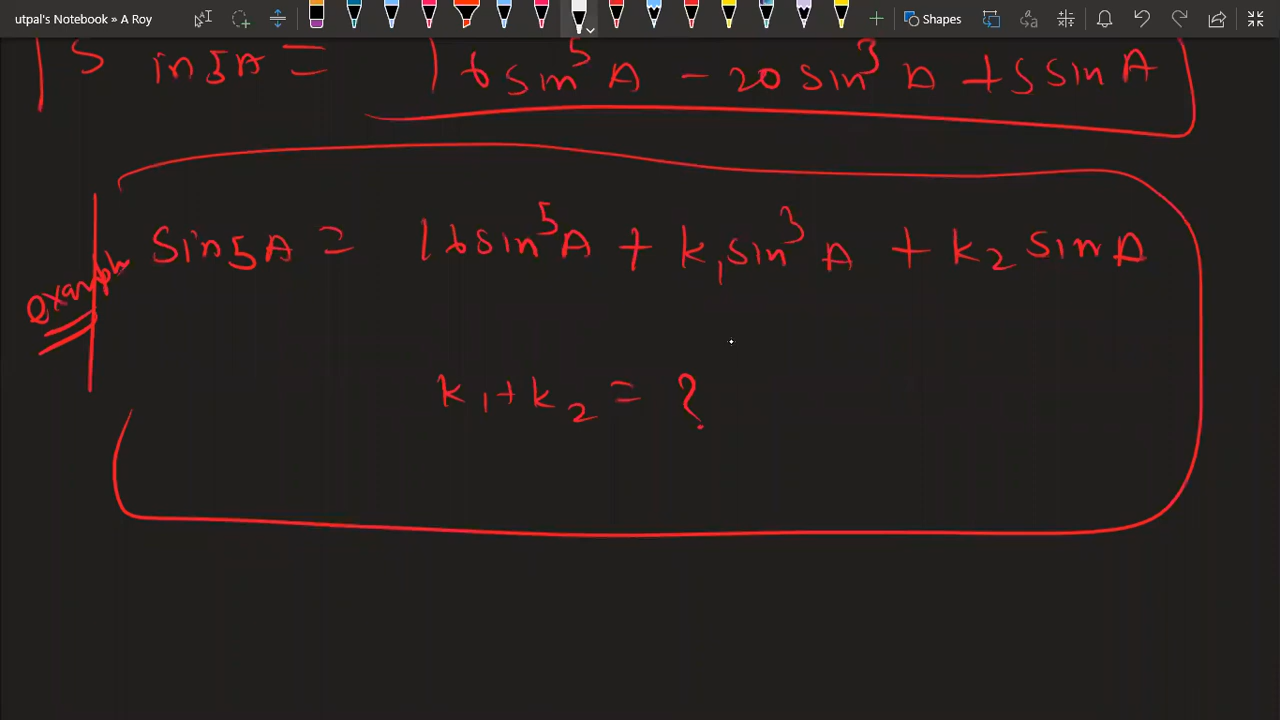 utpal's Notebook » A Roy
Shapes
Sin5A = 16sin⁵A - 20sin³A + 5sinA
example
Sin5A = 16sin⁵A + k₁sin³A + k₂sinA
k₁+k₂ = ?